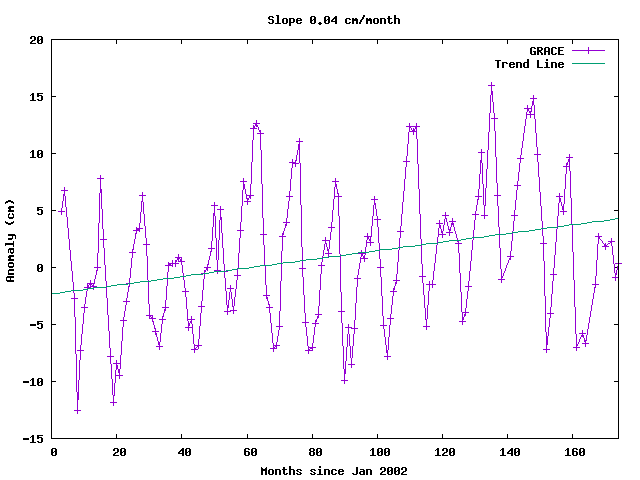 Slope 0.04 cm/month
GRACE
Trend Line
20
15
10
5
0
-5
-10
-15
Anomaly (cm)
0 20 40 60 80 100 120 140 160
Months since Jan 2002